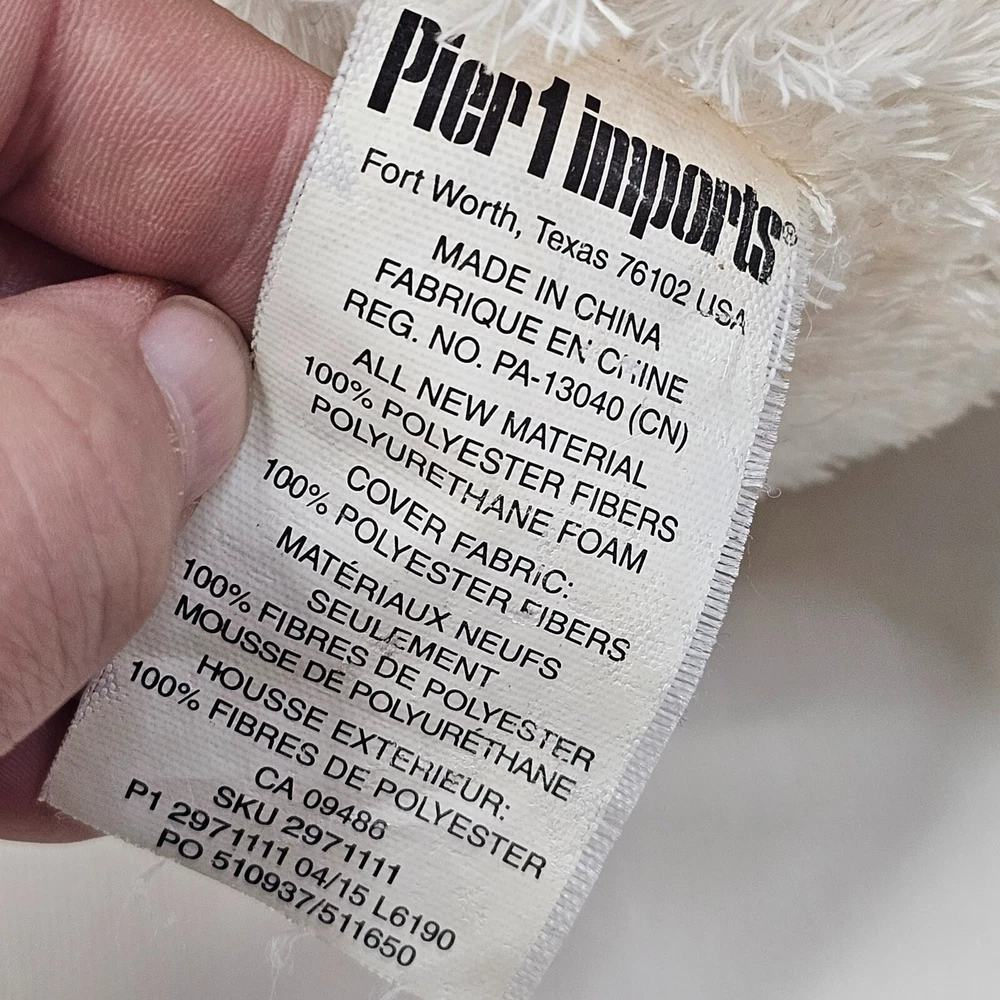 Pier 1 imports®
Fort Worth, Texas 76102 USA
MADE IN CHINA
FABRIQUE EN CHINE
REG. NO. PA-13040 (CN)
ALL NEW MATERIAL
100% POLYESTER FIBERS
POLYURETHANE FOAM
COVER FABRIC:
100% POLYESTER FIBERS
MATÉRIAUX NEUFS
SEULEMENT
100% FIBRES DE POLYESTER
MOUSSE DE POLYURÉTHANE
HOUSSE EXTERIEUR:
100% FIBRES DE POLYESTER
CA 09486
SKU 2971111
P1 2971111 04/15 L6190
PO 510937/511650